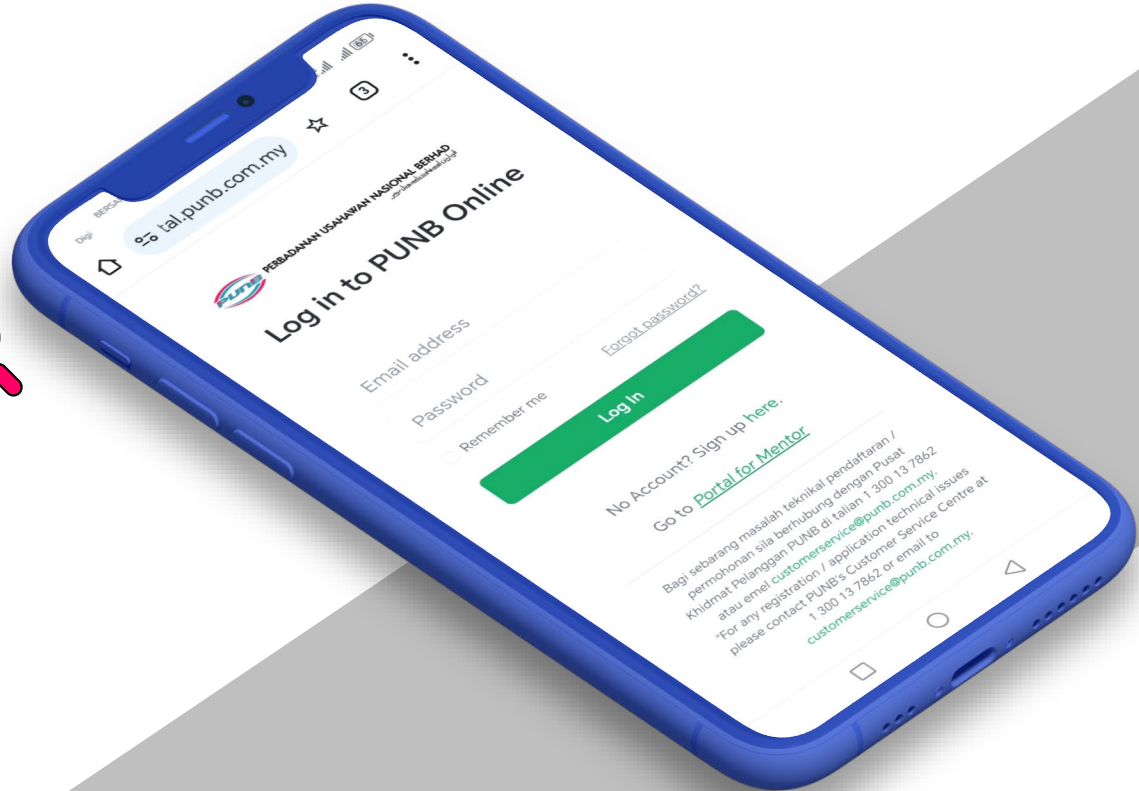 Digi
65
3
tal.punb.com.my
PUNB
PERBADANAN USAHAWAN NASIONAL BERHAD
Log in to PUNB Online
Email address
Password
Remember me
Forgot password?
Log In
No Account? Sign up here.
Go to Portal for Mentor
Bagi sebarang masalah teknikal pendaftaran /
permohonan sila berhubung dengan Pusat
Khidmat Pelanggan PUNB di talian 1 300 13 7862
atau emel customerservice@punb.com.my.
"For any registration / application technical issues
please contact PUNB's Customer Service Centre at
1 300 13 7862 or email to
customerservice@punb.com.my.